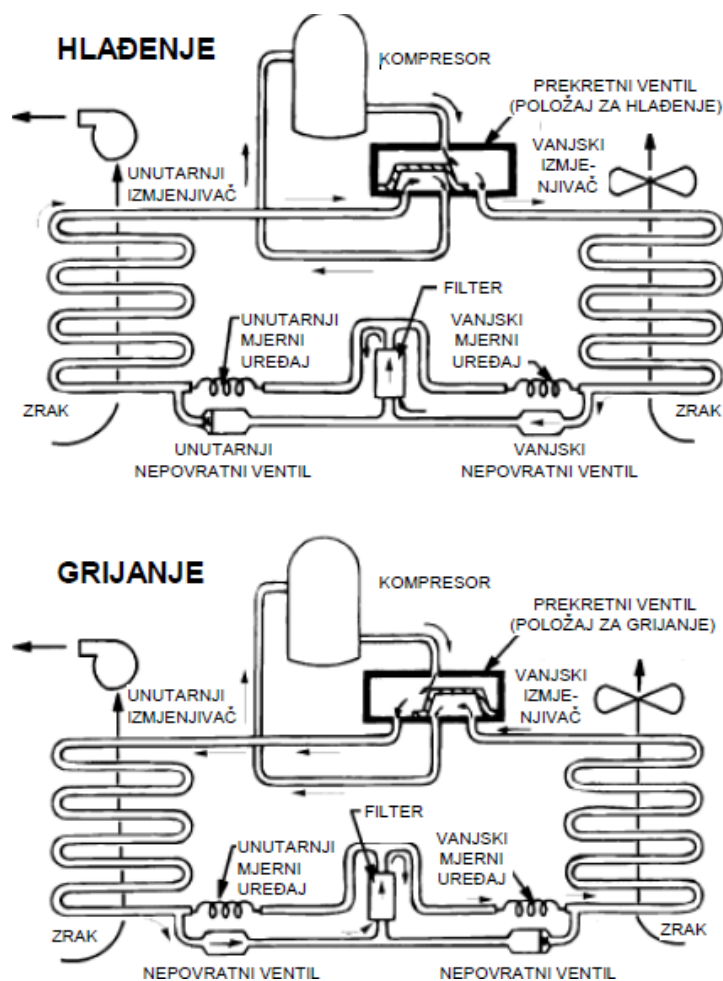 HLAĐENJE
KOMPRESOR
PREKRETNI VENTIL
(POLOŽAJ ZA HLAĐENJE)
UNUTARNJI
IZMJENJIVAČ
VANJSKI
IZMJE-
NJIVAČ
FILTER
UNUTARNJI
MJERNI
UREĐAJ
VANJSKI
MJERNI
UREĐAJ
ZRAK
ZRAK
UNUTARNJI
NEPOVRATNI VENTIL
VANJSKI
NEPOVRATNI VENTIL
GRIJANJE
KOMPRESOR
PREKRETNI VENTIL
(POLOŽAJ ZA GRIJANJE)
UNUTARNJI
IZMJENJIVAČ
VANJSKI
IZMJE-
NJIVAČ
FILTER
UNUTARNJI
MJERNI
UREĐAJ
VANJSKI
MJERNI
UREĐAJ
ZRAK
ZRAK
NEPOVRATNI VENTIL
NEPOVRATNI VENTIL